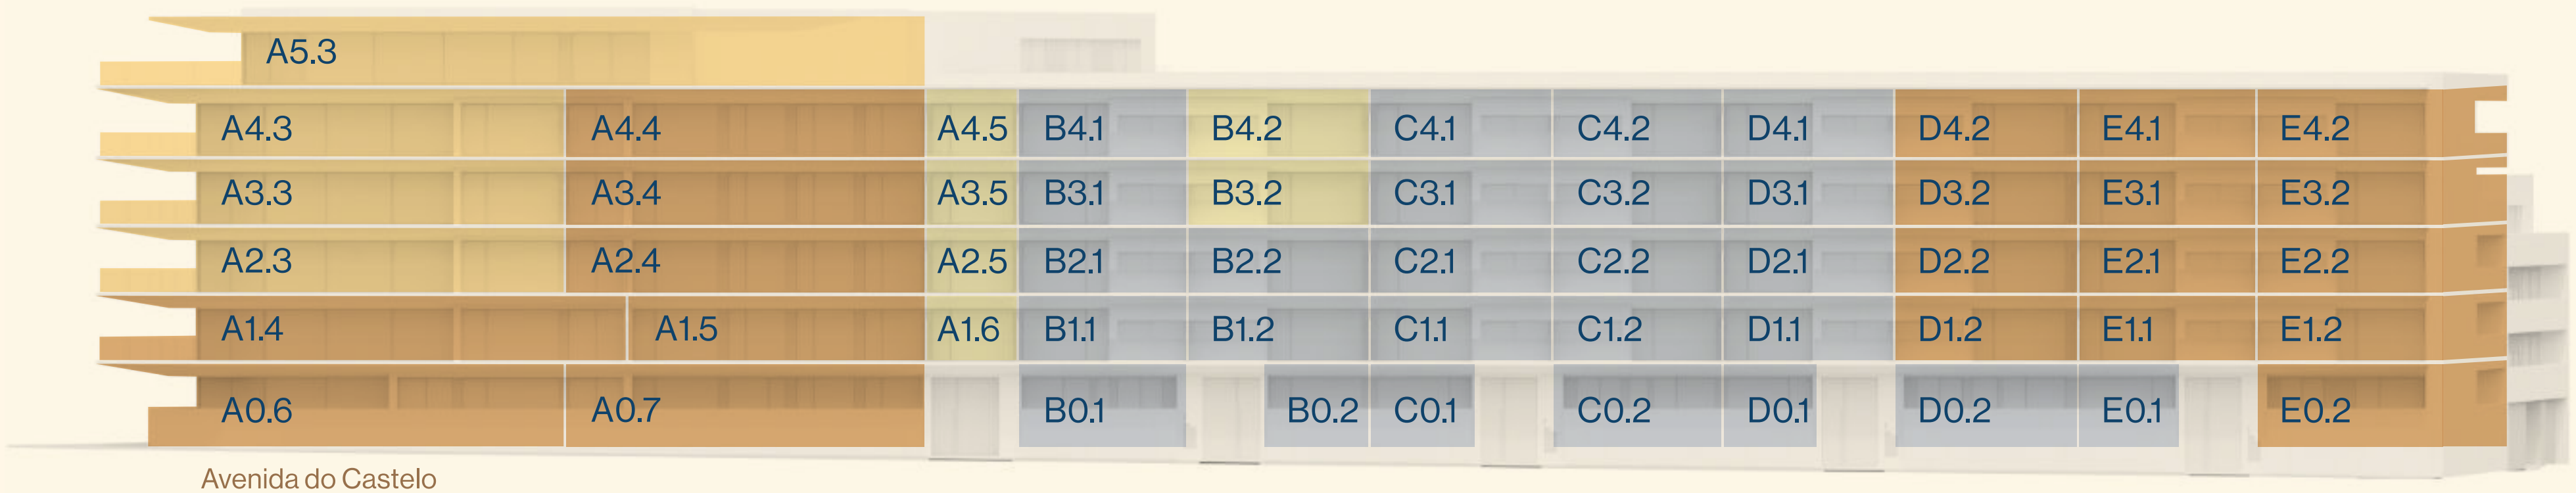 A5.3
A4.3 A4.4 A4.5 B4.1 B4.2 C4.1 C4.2 D4.1 D4.2 E4.1 E4.2
A3.3 A3.4 A3.5 B3.1 B3.2 C3.1 C3.2 D3.1 D3.2 E3.1 E3.2
A2.3 A2.4 A2.5 B2.1 B2.2 C2.1 C2.2 D2.1 D2.2 E2.1 E2.2
A1.4 A1.5 A1.6 B1.1 B1.2 C1.1 C1.2 D1.1 D1.2 E1.1 E1.2
A0.6 A0.7 B0.1 B0.2 C0.1 C0.2 D0.1 D0.2 E0.1 E0.2
Avenida do Castelo